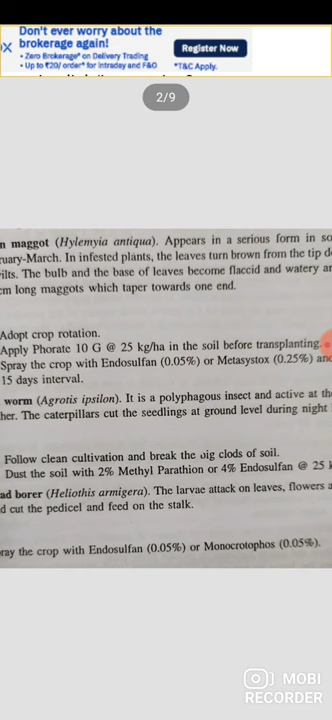 Don't ever worry about the
brokerage again!
• Zero Brokerage* on Delivery Trading
• Up to ₹20/ order* for Intraday and F&O
Register Now
*T&C Apply.
2/9
n maggot (Hylemyia antiqua). Appears in a serious form in so
ruary-March. In infested plants, the leaves turn brown from the tip d
ilts. The bulb and the base of leaves become flaccid and watery an
cm long maggots which taper towards one end.
Adopt crop rotation.
Apply Phorate 10 G @ 25 kg/ha in the soil before transplanting.
Spray the crop with Endosulfan (0.05%) or Metasystox (0.25%) and
15 days interval.
worm (Agrotis ipsilon). It is a polyphagous insect and active at the
her. The caterpillars cut the seedlings at ground level during night
Follow clean cultivation and break the big clods of soil.
Dust the soil with 2% Methyl Parathion or 4% Endosulfan @ 25 k
ad borer (Heliothis armigera). The larvae attack on leaves, flowers a
d cut the pedicel and feed on the stalk.
ray the crop with Endosulfan (0.05%) or Monocrotophos (0.05%).
MOBI
RECORDER